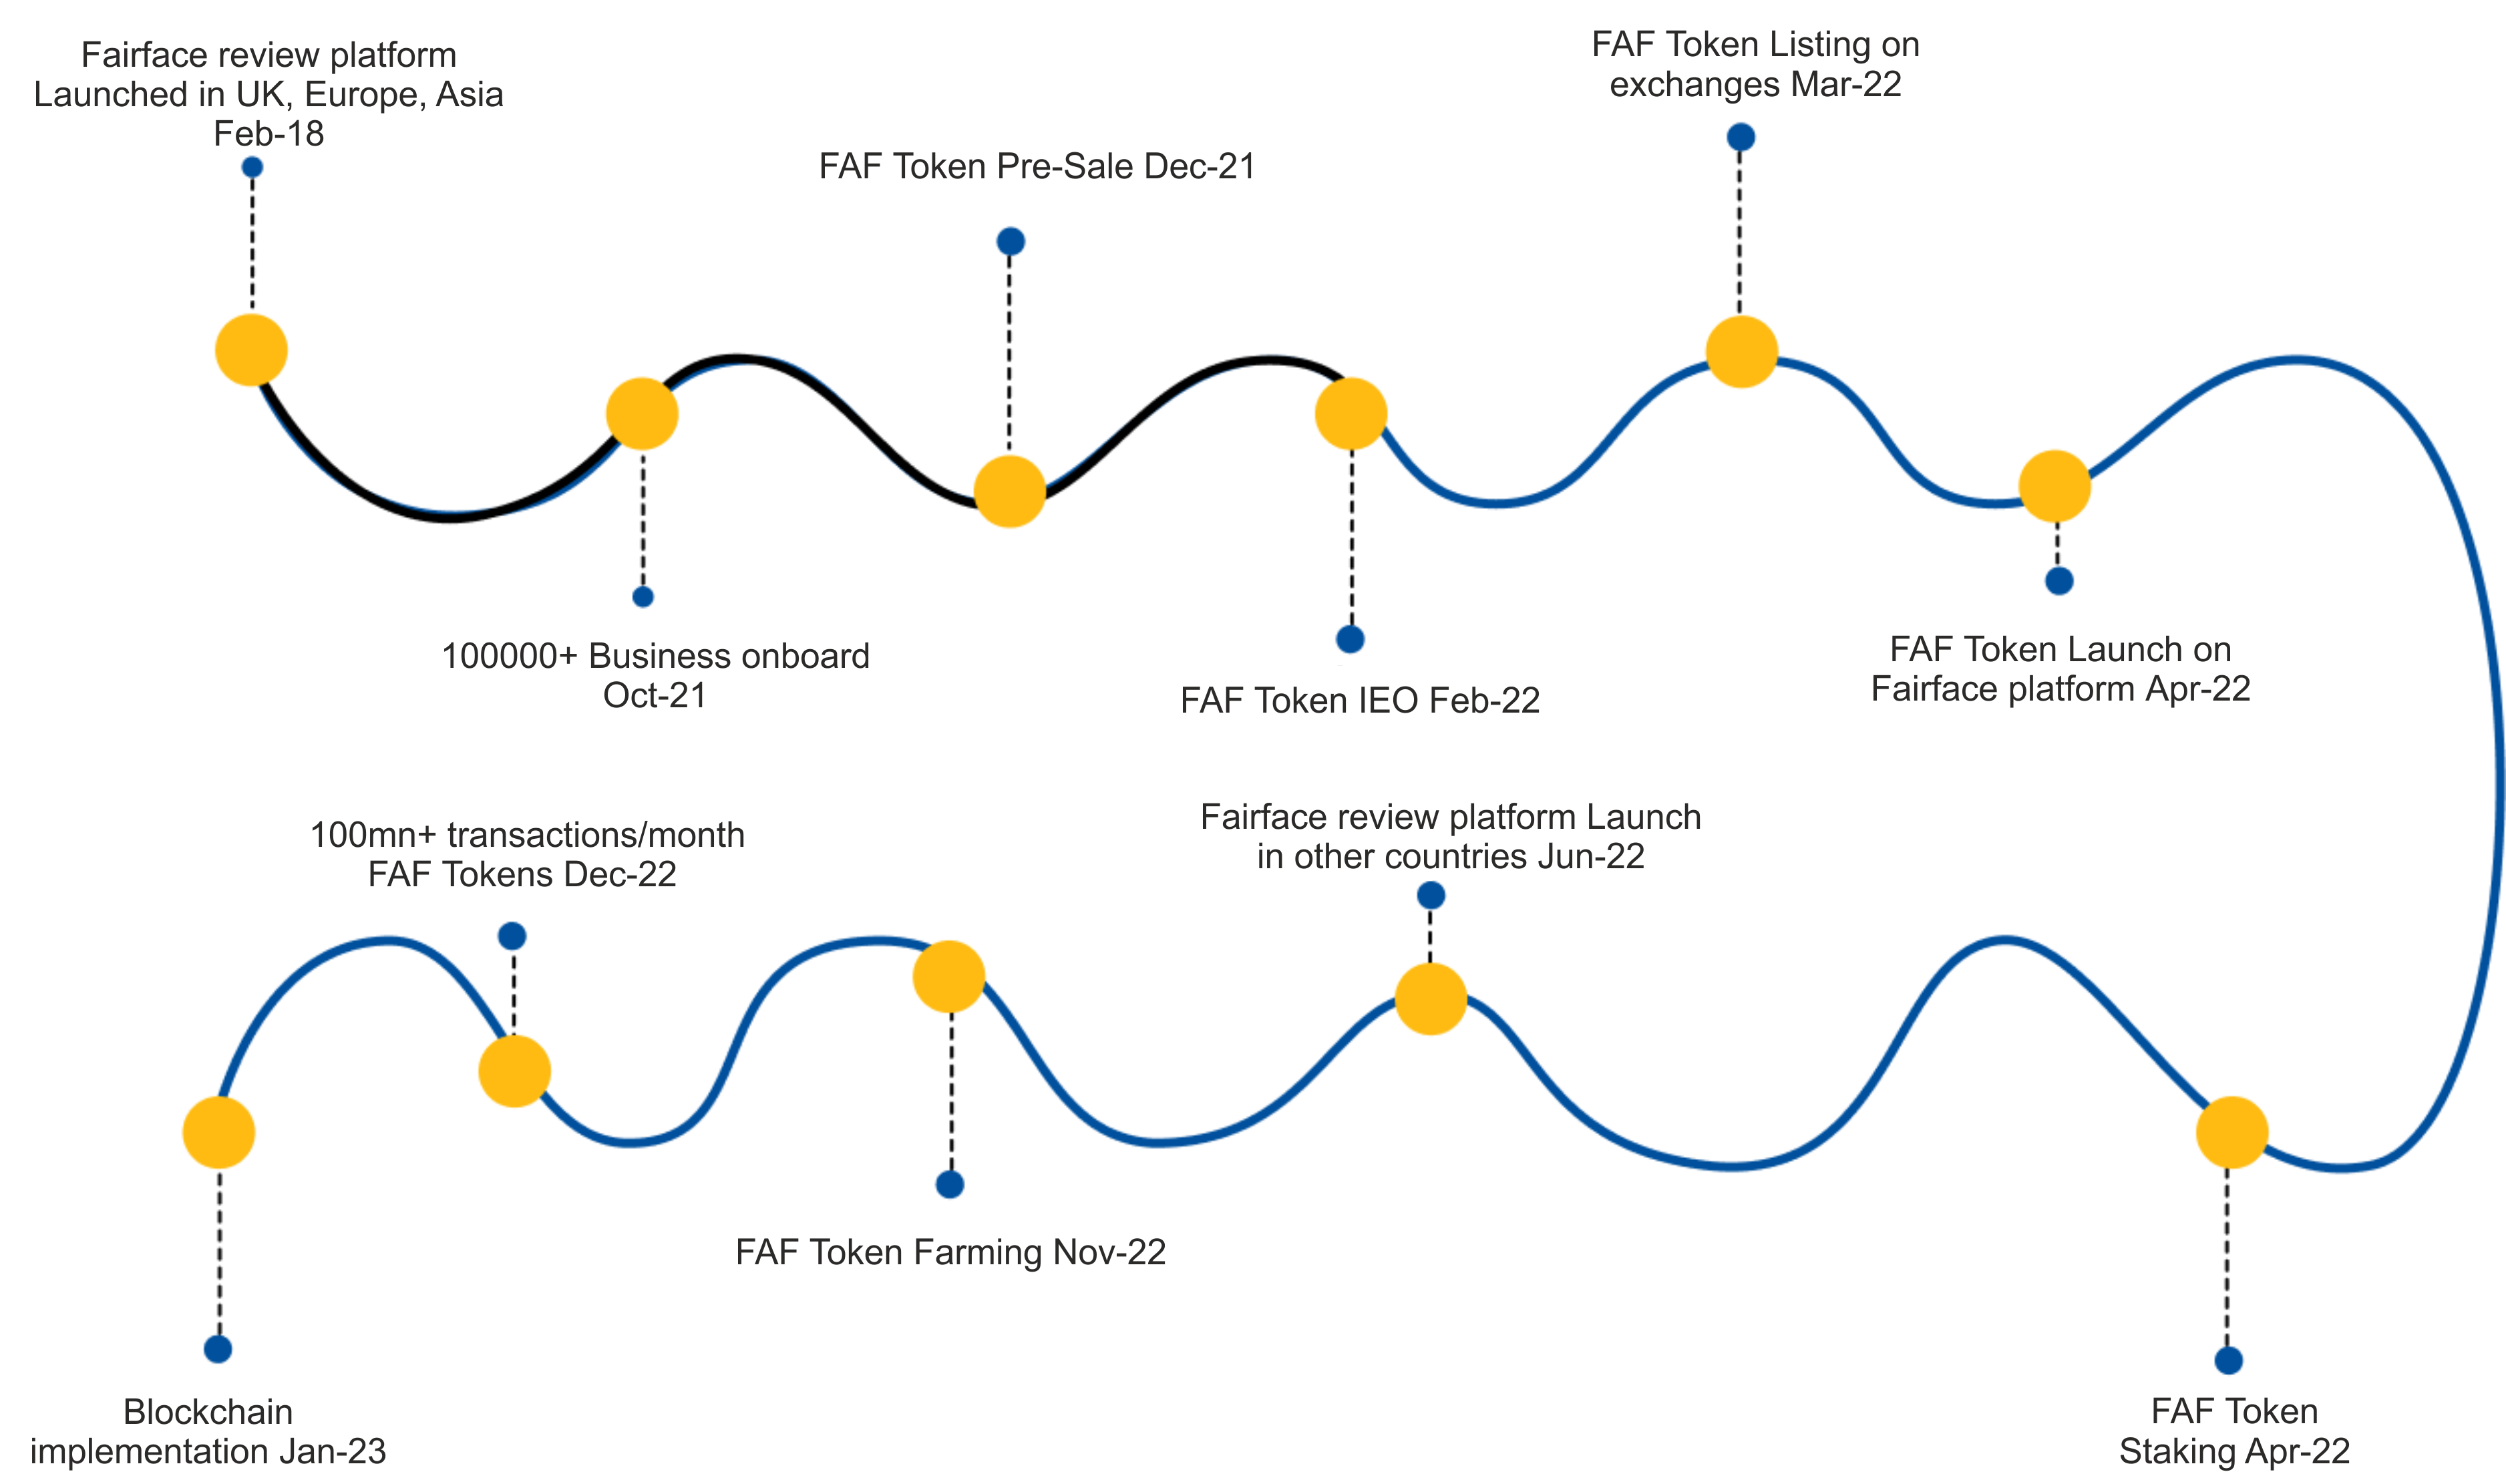 Fairface review platform
Launched in UK, Europe, Asia
Feb-18
100000+ Business onboard
Oct-21
FAF Token Pre-Sale Dec-21
FAF Token IEO Feb-22
FAF Token Listing on
exchanges Mar-22
FAF Token Launch on
Fairface platform Apr-22
FAF Token
Staking Apr-22
Fairface review platform Launch
in other countries Jun-22
FAF Token Farming Nov-22
100mn+ transactions/month
FAF Tokens Dec-22
Blockchain
implementation Jan-23